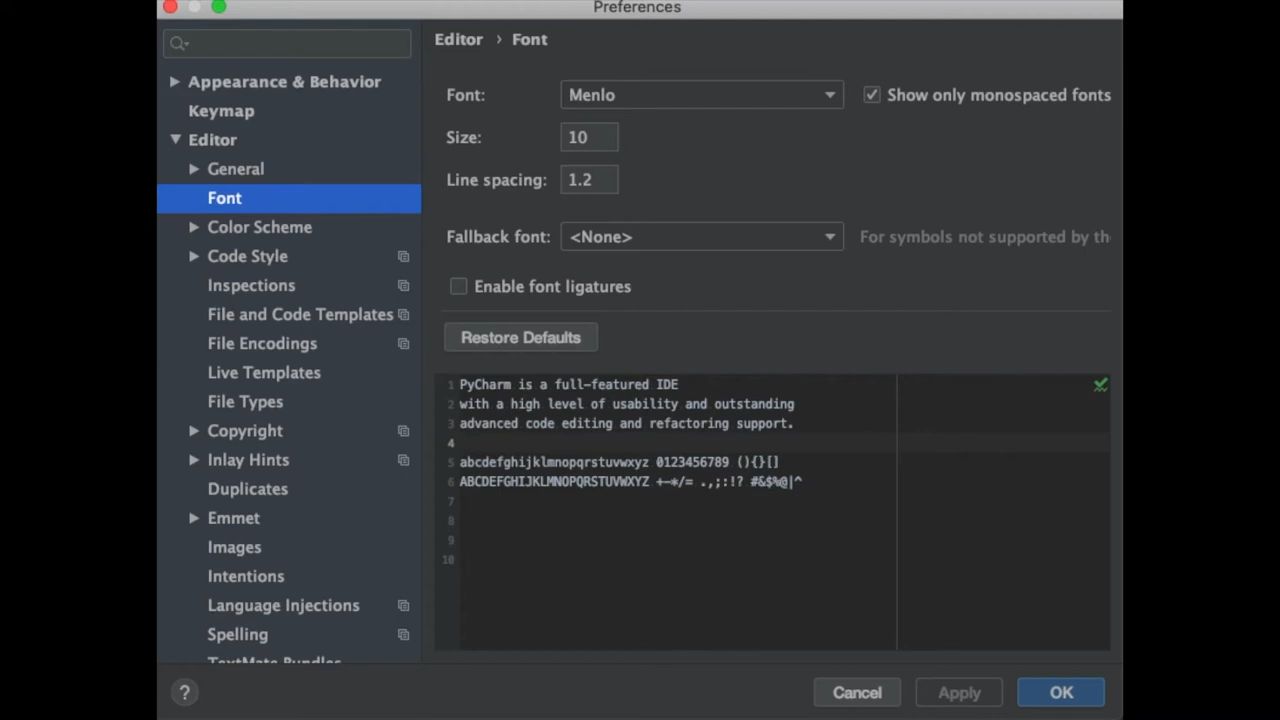 Preferences
Appearance & Behavior
Keymap
Editor
General
Font
Color Scheme
Code Style
Inspections
File and Code Templates
File Encodings
Live Templates
File Types
Copyright
Inlay Hints
Duplicates
Emmet
Images
Intentions
Language Injections
Spelling
TextMate Bundles
Editor › Font
Font: Menlo Show only monospaced fonts
Size: 10
Line spacing: 1.2
Fallback font: <None> For symbols not supported by th
Enable font ligatures
Restore Defaults
1 PyCharm is a full-featured IDE
2 with a high level of usability and outstanding
3 advanced code editing and refactoring support.
4
5 abcdefghijklmnopqrstuvwxyz 0123456789 (){}[]
6 ABCDEFGHIJKLMNOPQRSTUVWXYZ +-*/= .,;:!? #&$%@|^
7
8
9
10
? Cancel Apply OK